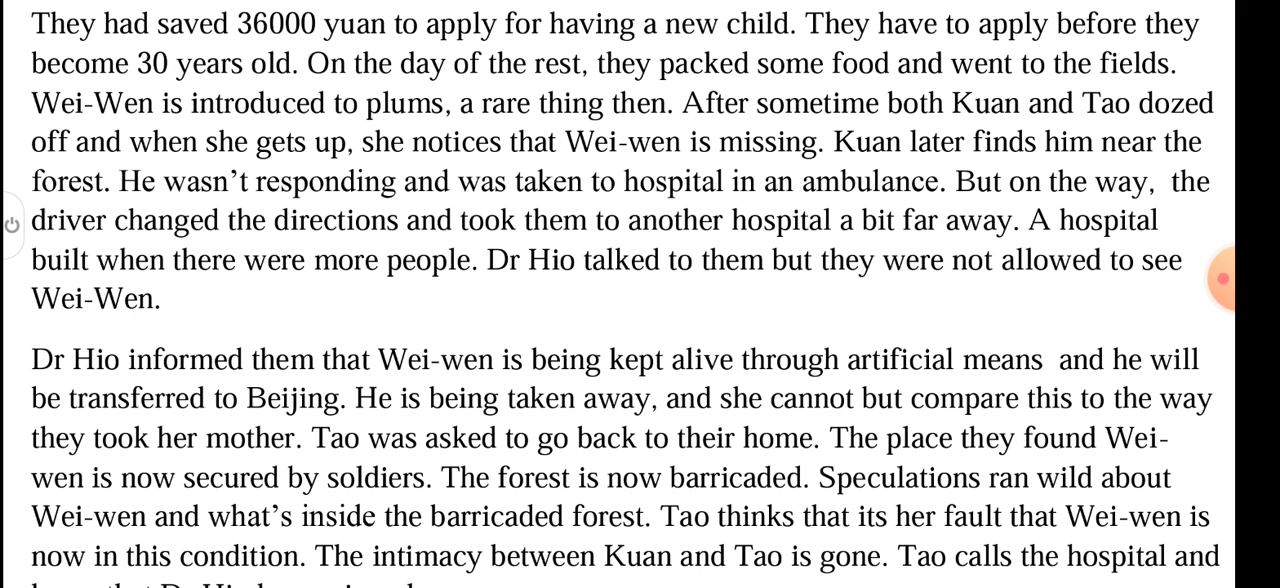 They had saved 36000 yuan to apply for having a new child. They have to apply before they
become 30 years old. On the day of the rest, they packed some food and went to the fields.
Wei-Wen is introduced to plums, a rare thing then. After sometime both Kuan and Tao dozed
off and when she gets up, she notices that Wei-wen is missing. Kuan later finds him near the
forest. He wasn’t responding and was taken to hospital in an ambulance. But on the way,  the
driver changed the directions and took them to another hospital a bit far away. A hospital
built when there were more people. Dr Hio talked to them but they were not allowed to see
Wei-Wen.
Dr Hio informed them that Wei-wen is being kept alive through artificial means  and he will
be transferred to Beijing. He is being taken away, and she cannot but compare this to the way
they took her mother. Tao was asked to go back to their home. The place they found Wei-
wen is now secured by soldiers. The forest is now barricaded. Speculations ran wild about
Wei-wen and what’s inside the barricaded forest. Tao thinks that its her fault that Wei-wen is
now in this condition. The intimacy between Kuan and Tao is gone. Tao calls the hospital and